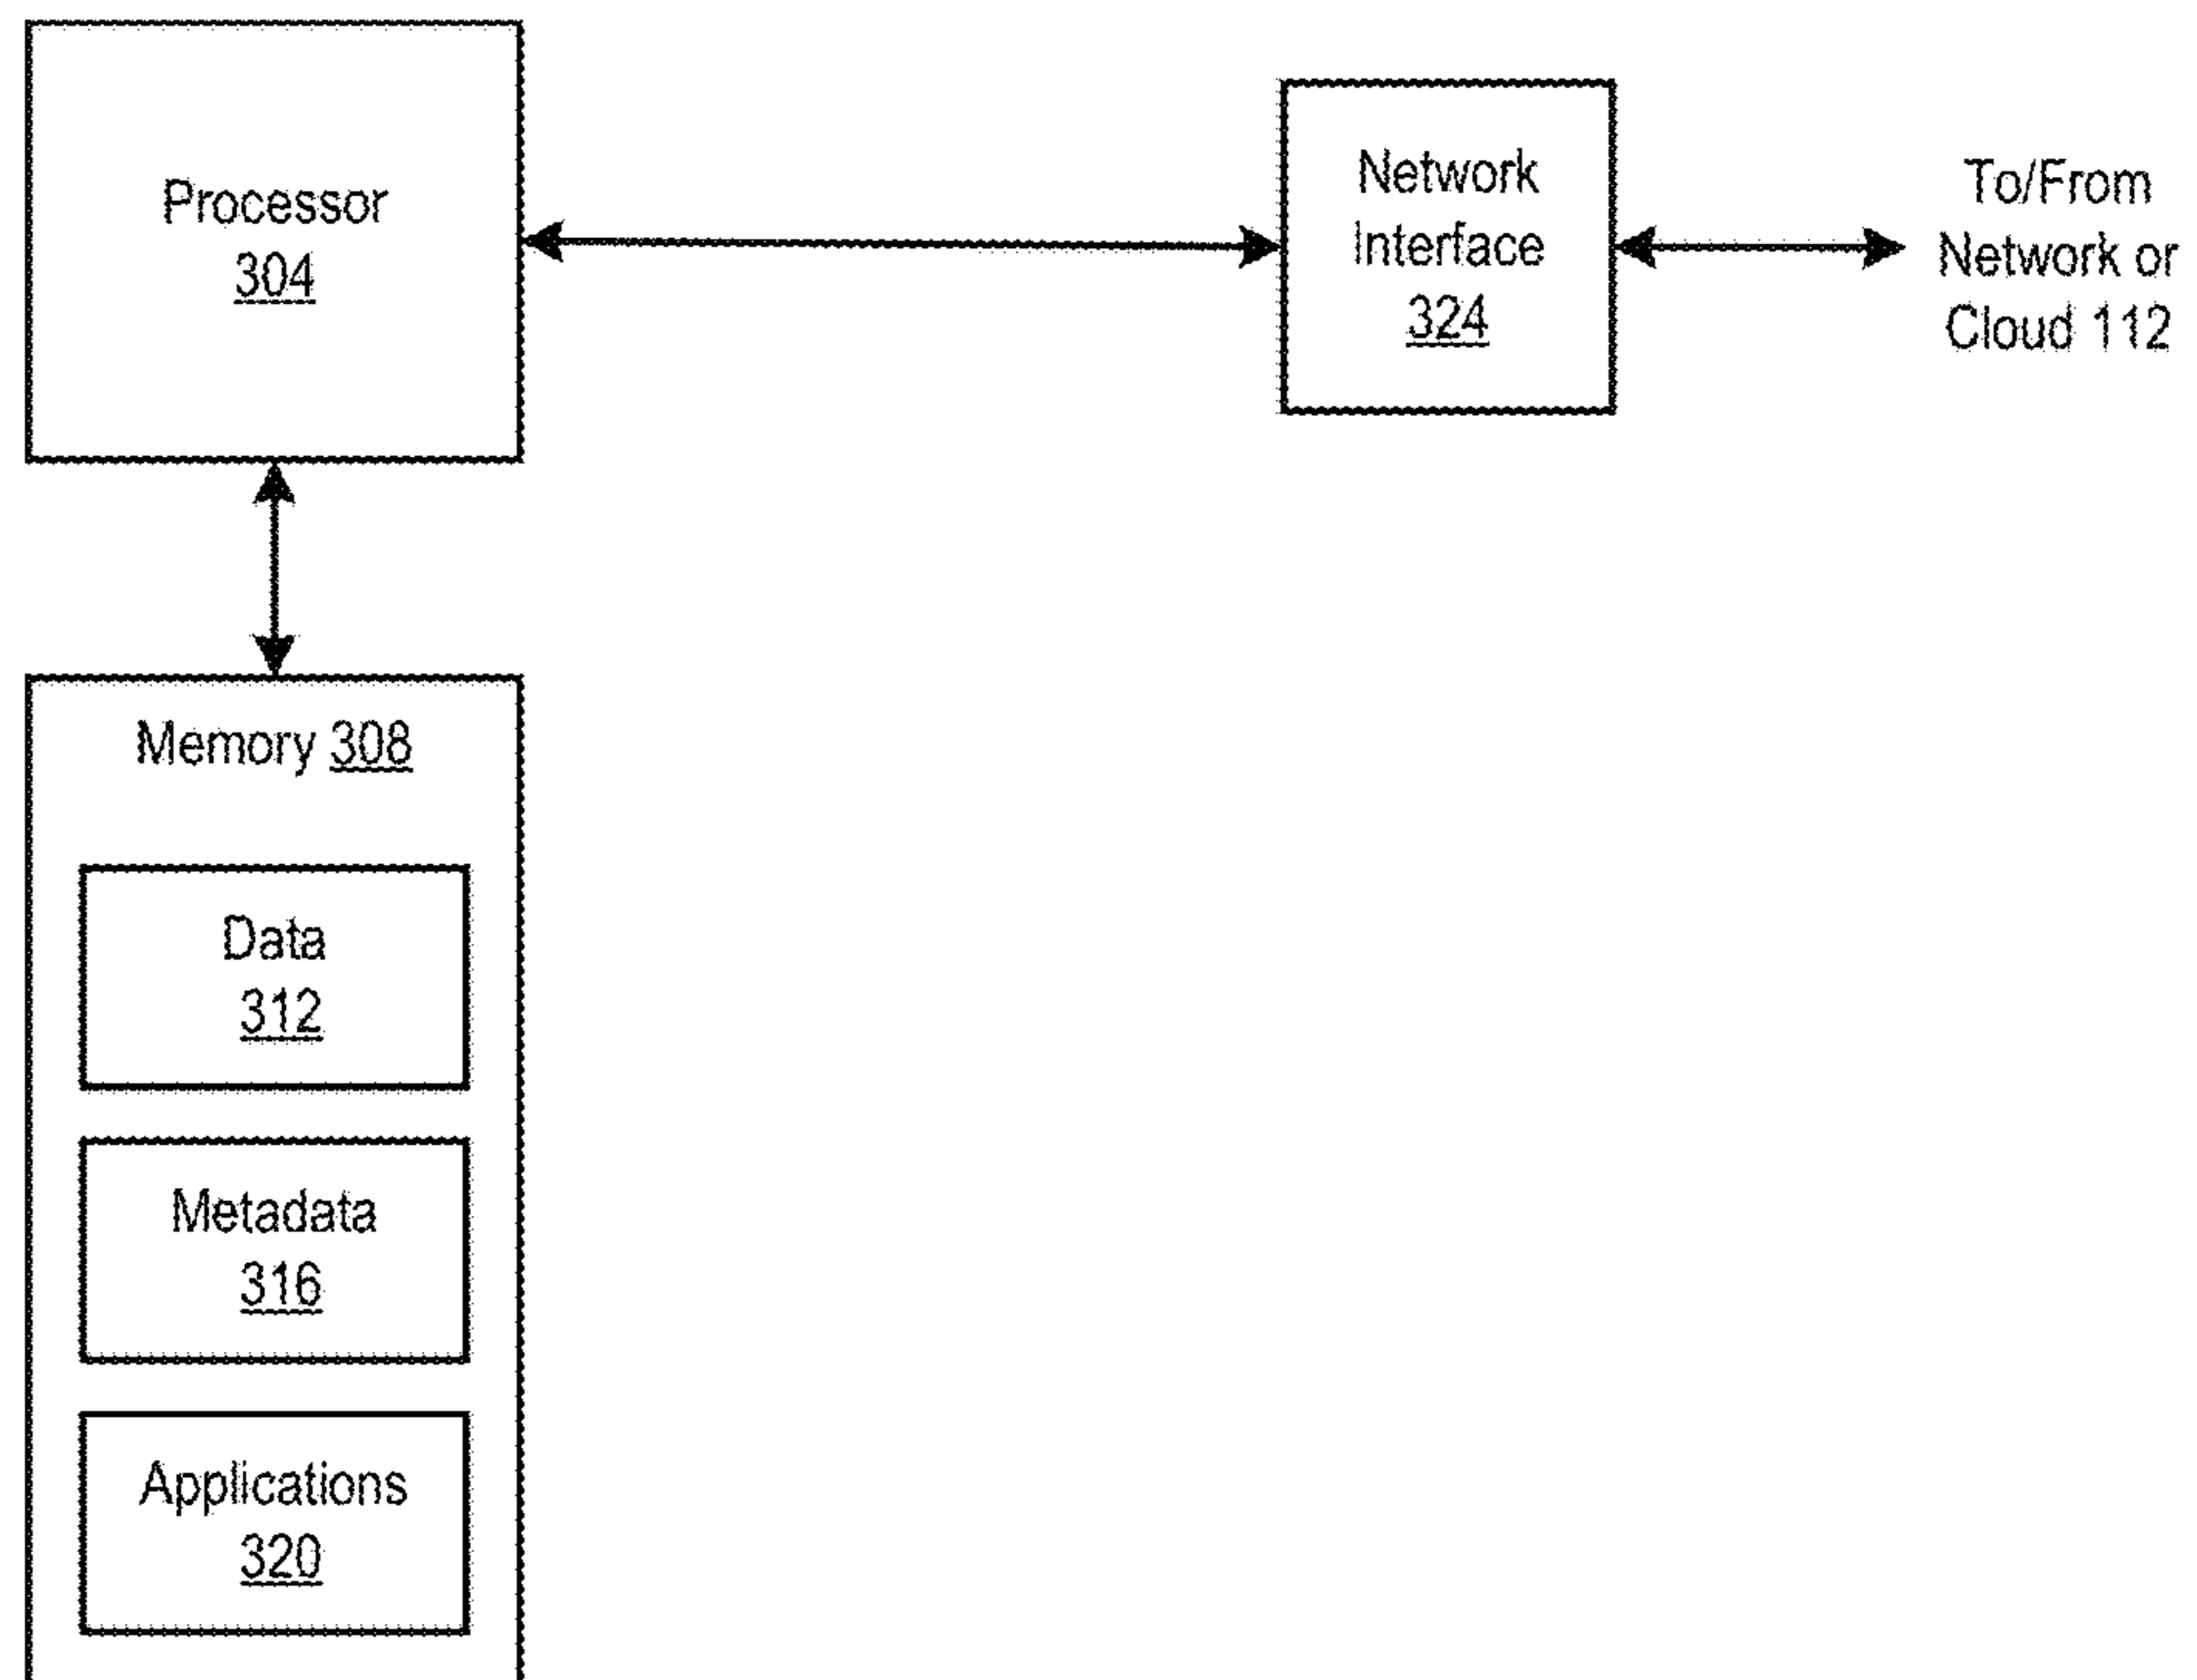 Processor
304
Network
Interface
324
To/From
Network or
Cloud 112
Memory 308
Data
312
Metadata
316
Applications
320